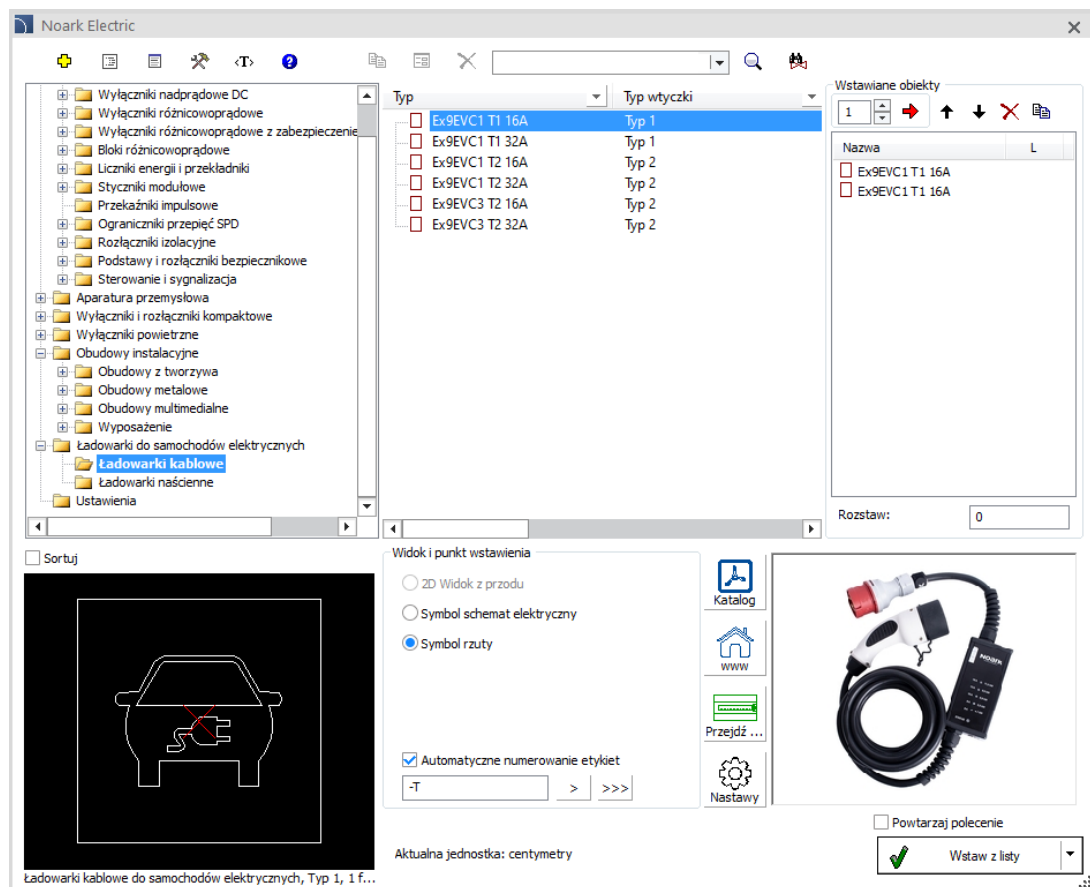 Noark Electric
‹T›
Wyłączniki nadprądowe DC
Wyłączniki różnicowoprądowe
Wyłączniki różnicowoprądowe z zabezpieczenie
Bloki różnicowoprądowe
Liczniki energii i przekładniki
Styczniki modułowe
Przekaźniki impulsowe
Ograniczniki przepięć SPD
Rozłączniki izolacyjne
Podstawy i rozłączniki bezpiecznikowe
Sterowanie i sygnalizacja
Aparatura przemysłowa
Wyłączniki i rozłączniki kompaktowe
Wyłączniki powietrzne
Obudowy instalacyjne
Obudowy z tworzywa
Obudowy metalowe
Obudowy multimedialne
Wyposażenie
Ładowarki do samochodów elektrycznych
Ładowarki kablowe
Ładowarki naścienne
Ustawienia
Typ Typ wtyczki
Ex9EVC1 T1 16A Typ 1
Ex9EVC1 T1 32A Typ 1
Ex9EVC1 T2 16A Typ 2
Ex9EVC1 T2 32A Typ 2
Ex9EVC3 T2 16A Typ 2
Ex9EVC3 T2 32A Typ 2
Wstawiane obiekty
1
Nazwa L
Ex9EVC1 T1 16A
Ex9EVC1 T1 16A
Rozstaw: 0
Sortuj
Ładowarki kablowe do samochodów elektrycznych, Typ 1, 1 f...
Widok i punkt wstawienia
2D Widok z przodu
Symbol schemat elektryczny
Symbol rzuty
Automatyczne numerowanie etykiet
-T > >>>
Aktualna jednostka: centymetry
Katalog
www
Przejdź ...
Nastawy
NOARK
Powtarzaj polecenie
Wstaw z listy